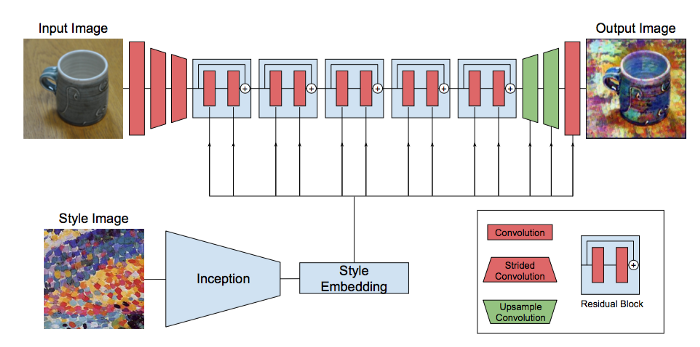 Input Image
Output Image
Style Image
Inception
Style
Embedding
Convolution
Strided
Convolution
Upsample
Convolution
Residual Block